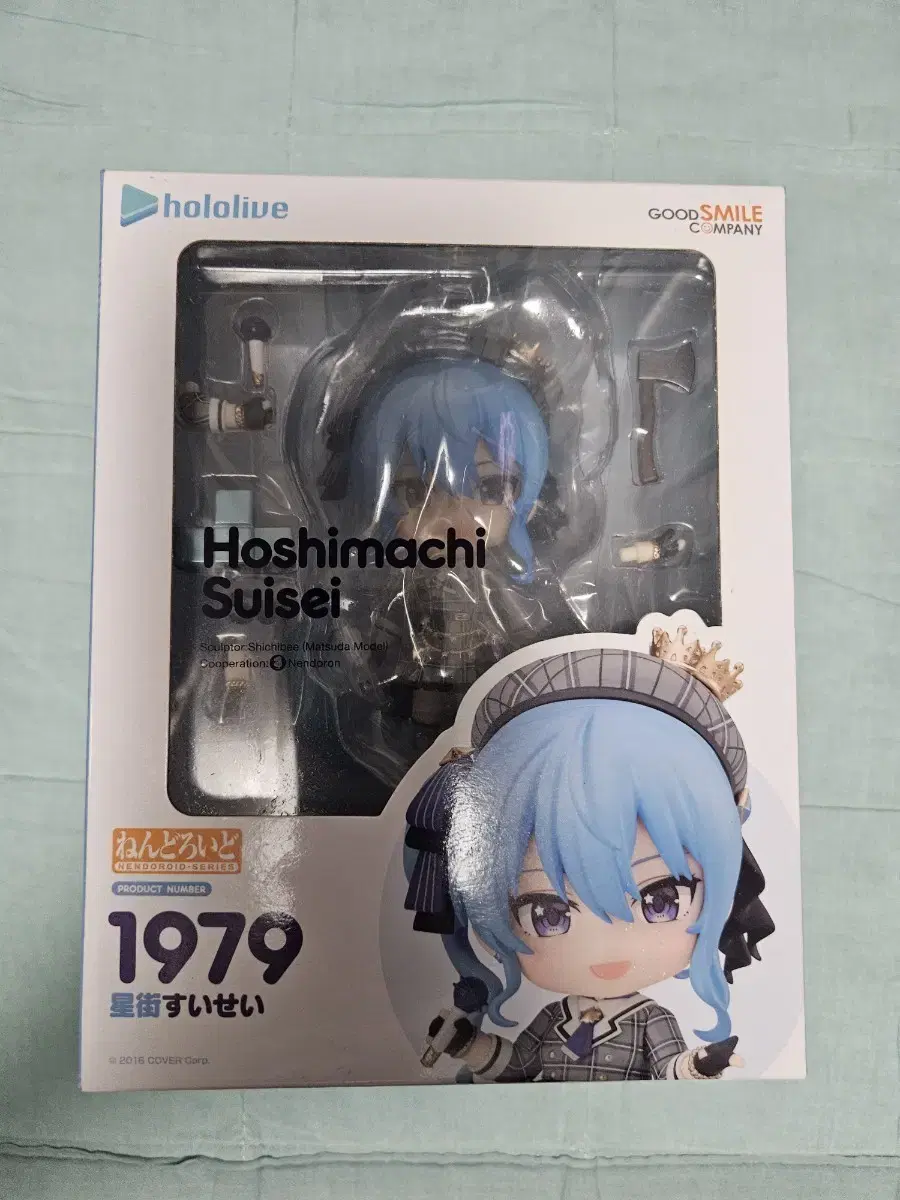 hololive
GOOD SMILE
COMPANY
Hoshimachi
Suisei
Sculptor:Shichibee (Matsuda Model)
Cooperation: Nendoron
ねんどろいど
NENDOROID-SERIES
PRODUCT NUMBER
1979
星街すいせい
© 2016 COVER Corp.